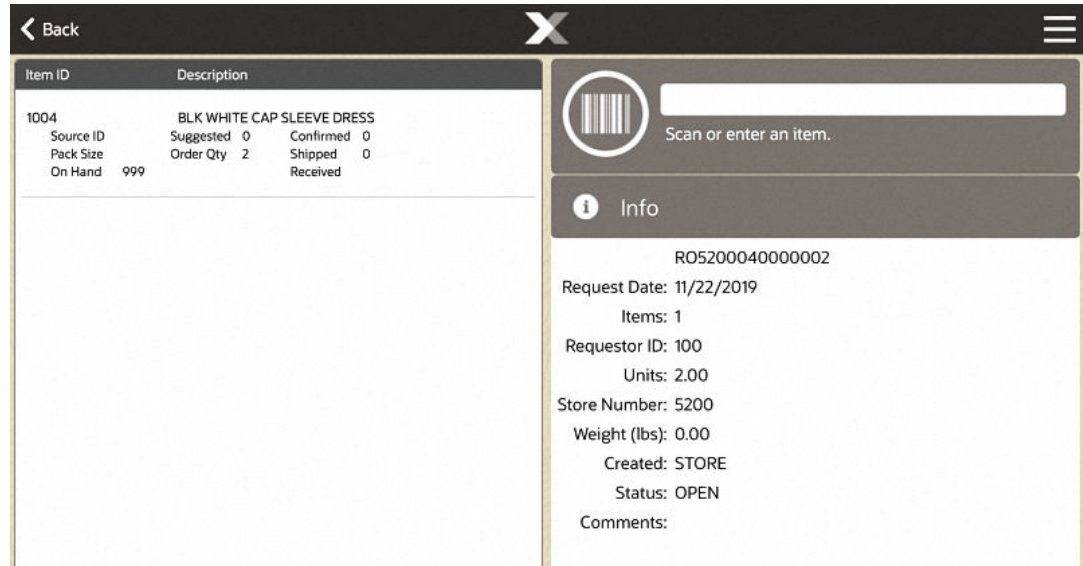 Back
Item ID Description
1004 BLK WHITE CAP SLEEVE DRESS
Source ID Suggested 0 Confirmed 0
Pack Size Order Qty 2 Shipped 0
On Hand 999 Received
Scan or enter an item.
Info
RO5200040000002
Request Date: 11/22/2019
Items: 1
Requestor ID: 100
Units: 2.00
Store Number: 5200
Weight (lbs): 0.00
Created: STORE
Status: OPEN
Comments: